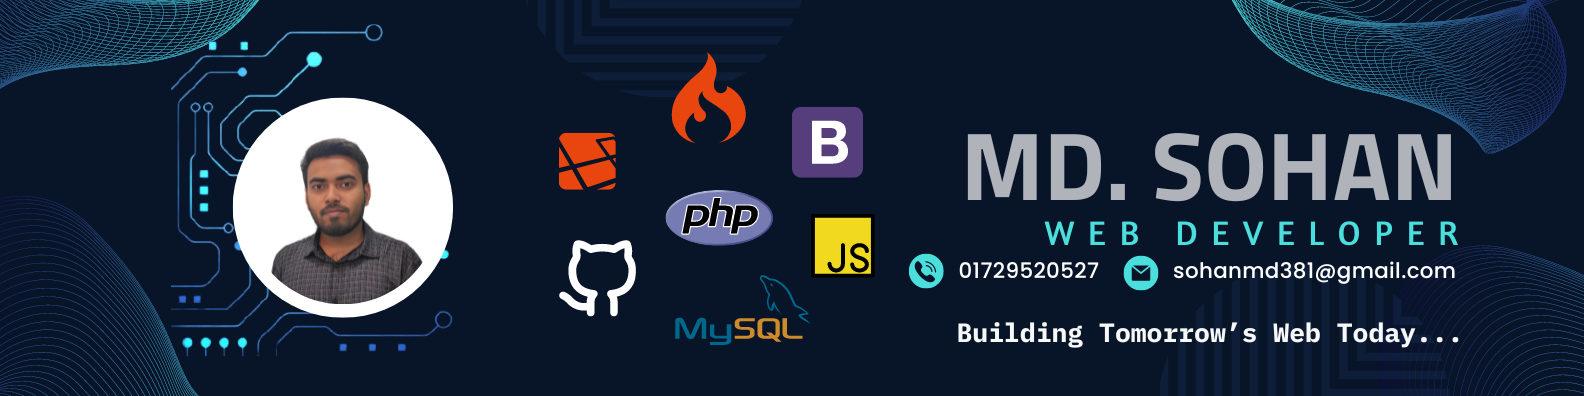 B
php
JS
MySQL
MD. SOHAN
WEB DEVELOPER
01729520527 sohanmd381@gmail.com
Building Tomorrow’s Web Today...